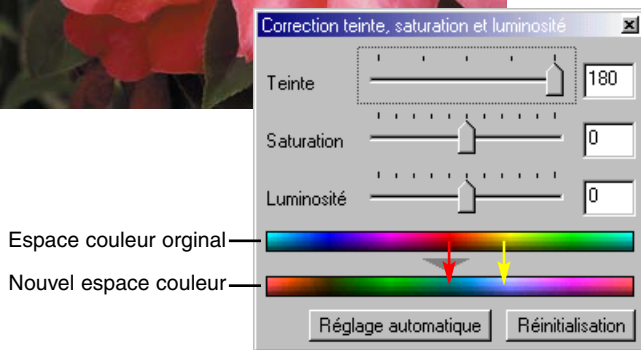 Correction teinte, saturation et luminosité
Teinte
180
Saturation
0
Luminosité
0
Espace couleur orginal
Nouvel espace couleur
Réglage automatique
Réinitialisation